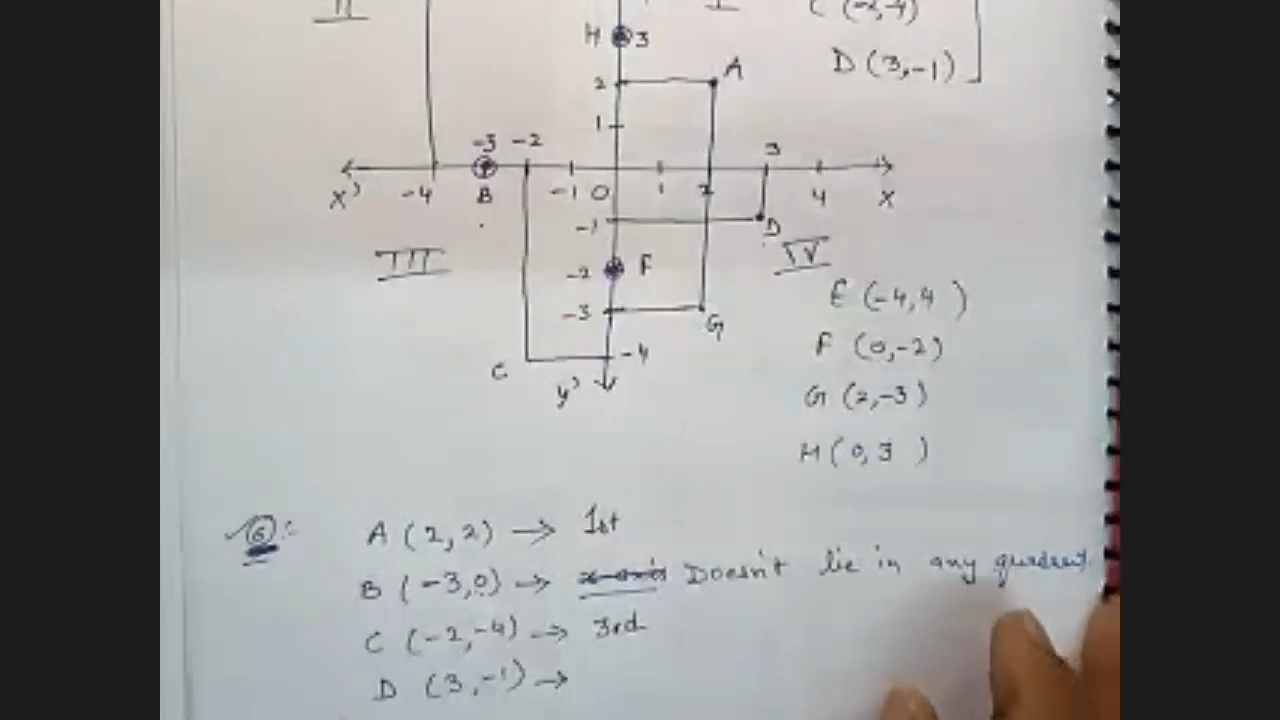 II
I
C (-2,-4)
H 3
D (3,-1)
2 A
1
-3 -2 3
X' -4 B -1 0 1 2 4 X
-1 D
III IV
-2 F
E (-4,4)
-3 G
F (0,-2)
C -4
y'
G (2,-3)
H (0,3)
6:
A (2,2) → 1st
B (-3,0) → Doesn't lie in any quadrant
C (-2,-4) → 3rd
D (3,-1) →